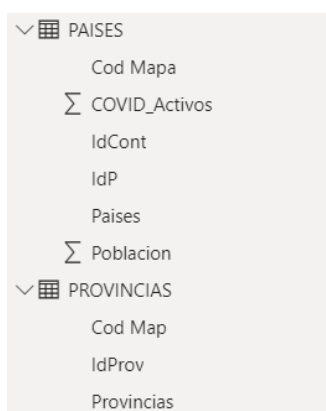 PAISES
Cod Mapa
∑ COVID_Activos
IdCont
IdP
Paises
∑ Poblacion
PROVINCIAS
Cod Map
IdProv
Provincias